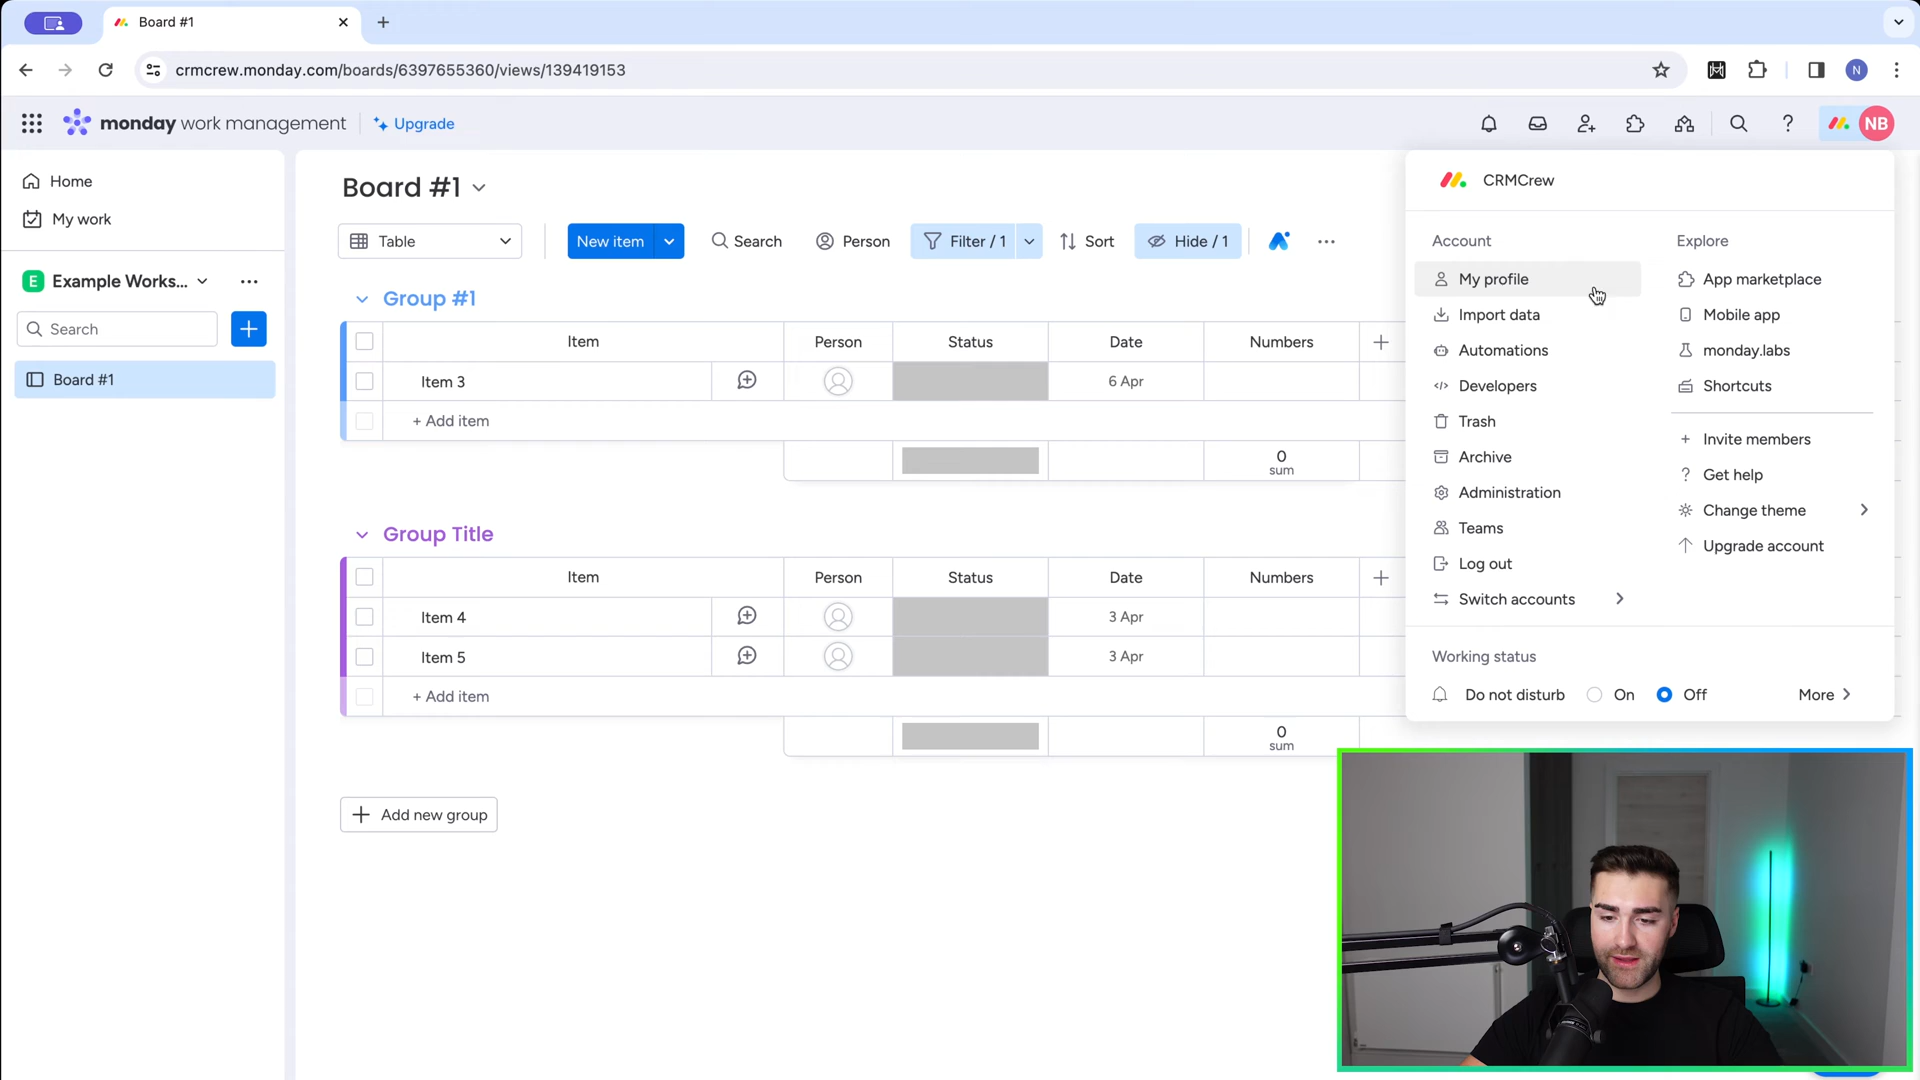 Board #1
crmcrew.monday.com/boards/6397655360/views/139419153
N
monday work management
Upgrade
NB
Home
My work
E Example Works...
Search
Board #1
Board #1
Table
New item
Search
Person
Filter / 1
Sort
Hide / 1
Group #1
Item Person Status Date Numbers
Item 3 6 Apr
+ Add item
0
sum
Group Title
Item Person Status Date Numbers
Item 4 3 Apr
Item 5 3 Apr
+ Add item
0
sum
Add new group
CRMCrew
Account
My profile
Import data
Automations
Developers
Trash
Archive
Administration
Teams
Log out
Switch accounts
Explore
App marketplace
Mobile app
monday.labs
Shortcuts
Invite members
Get help
Change theme
Upgrade account
Working status
Do not disturb On Off More